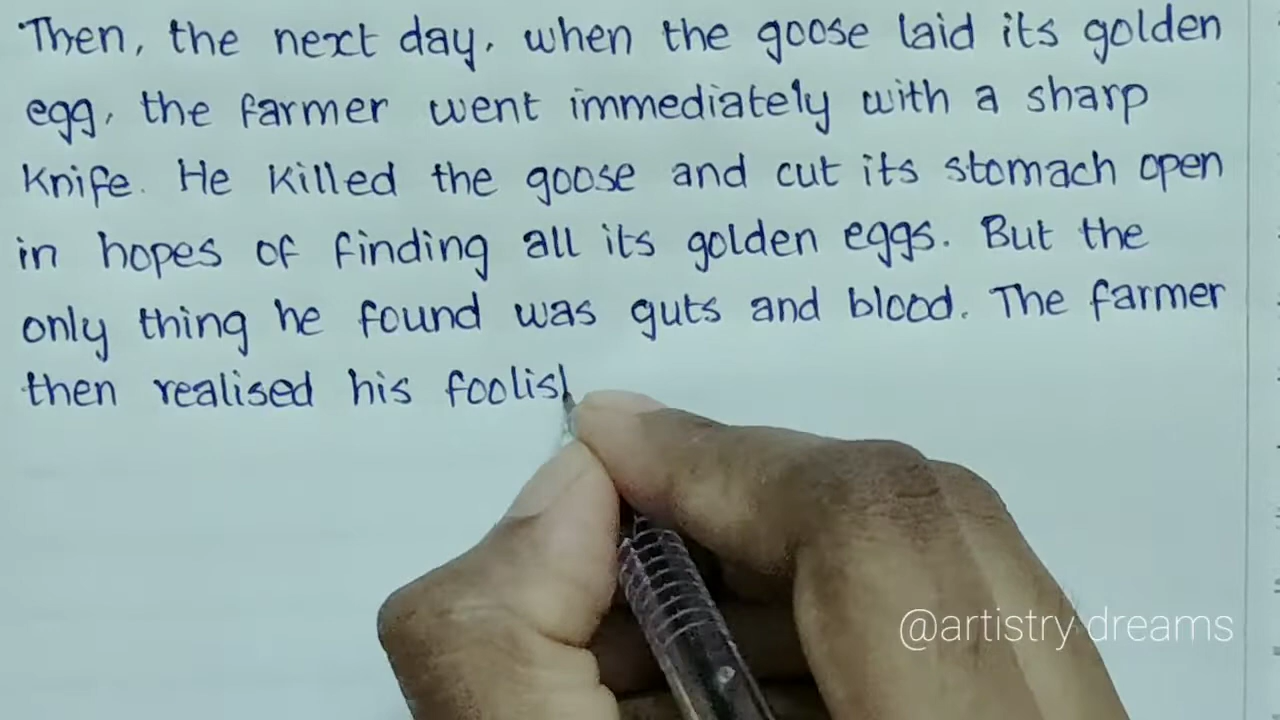 Then, the next day, when the goose laid its golden
egg, the farmer went immediately with a sharp
knife. He killed the goose and cut its stomach open
in hopes of finding all its golden eggs. But the
only thing he found was guts and blood. The farmer
then realised his foolish
@artistry dreams